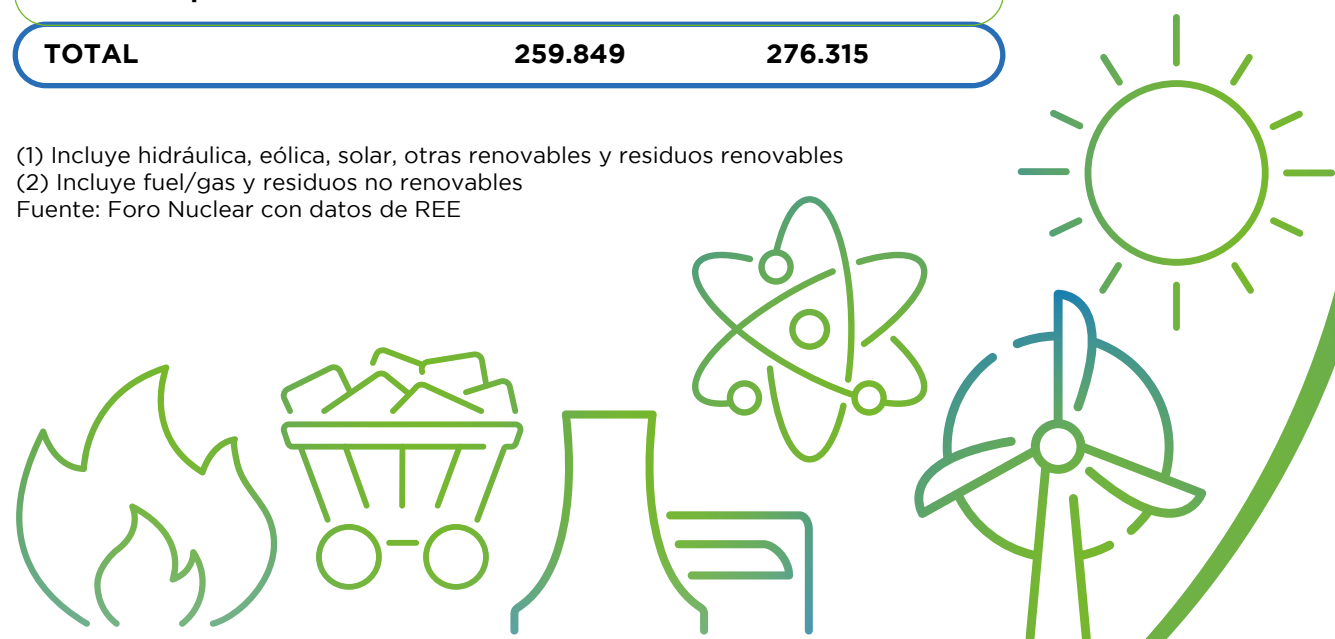 TOTAL 259.849 276.315
(1) Incluye hidráulica, eólica, solar, otras renovables y residuos renovables
(2) Incluye fuel/gas y residuos no renovables
Fuente: Foro Nuclear con datos de REE